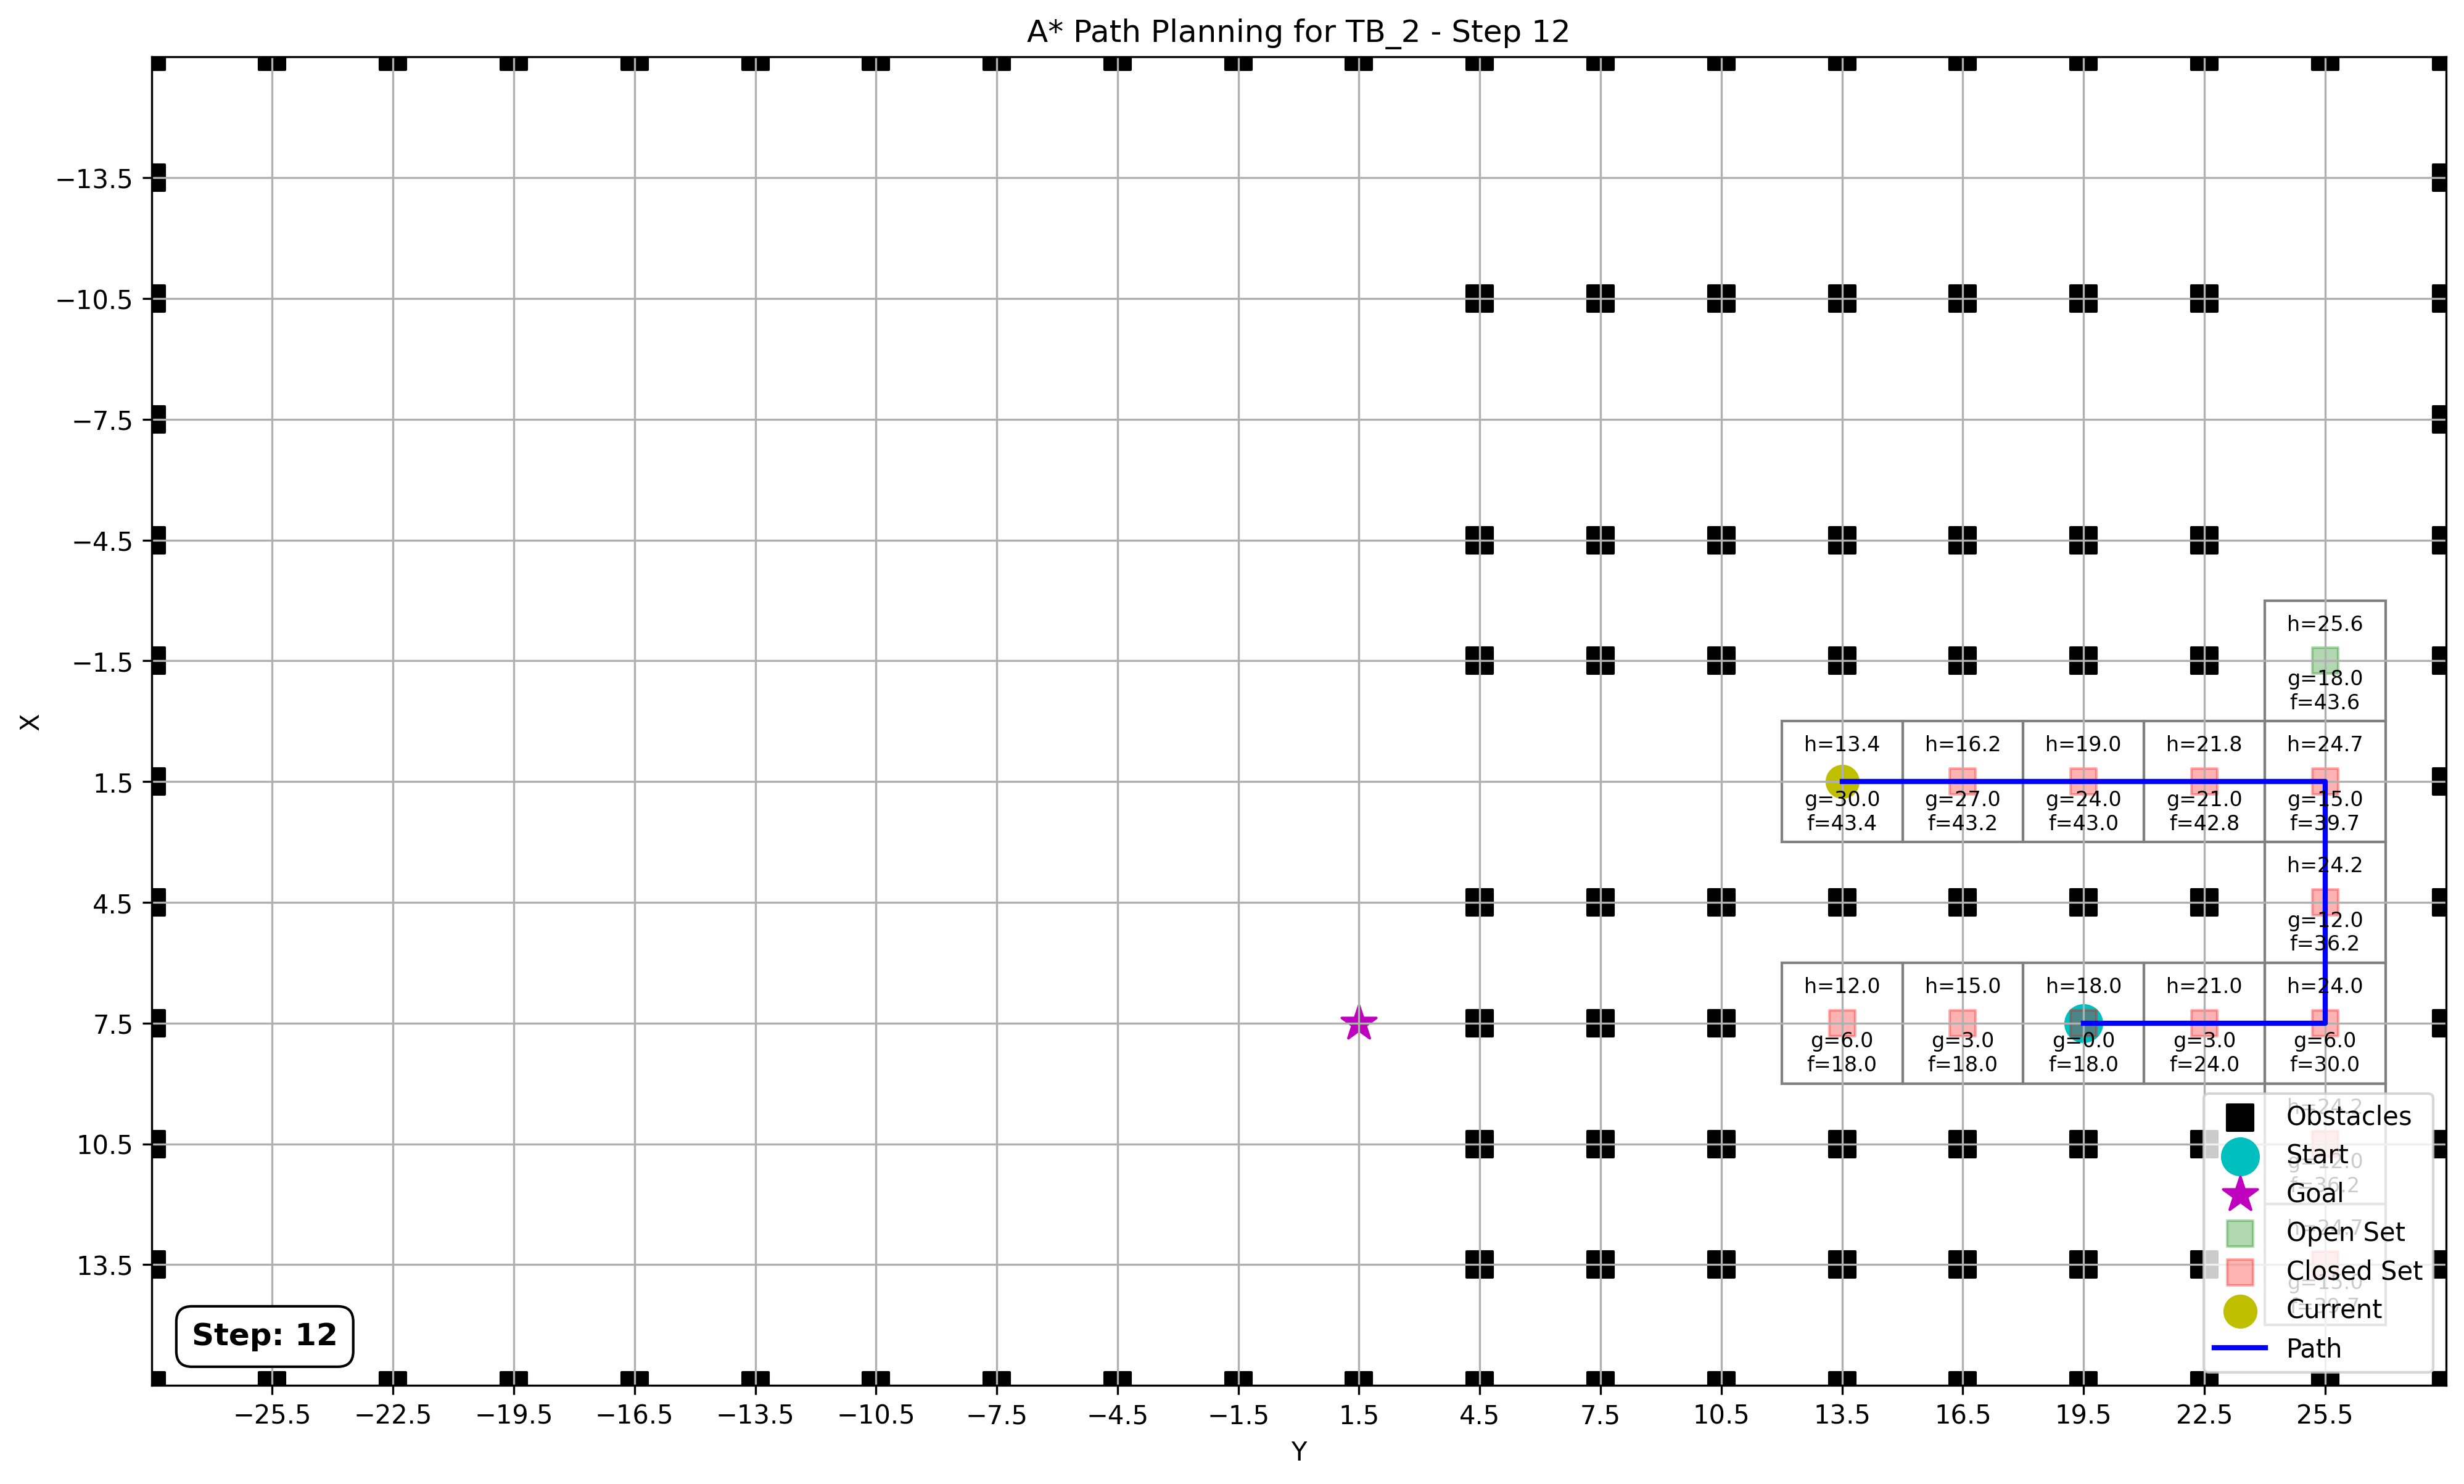 A* Path Planning for TB_2 - Step 12
X
−13.5
−10.5
−7.5
−4.5
−1.5
1.5
4.5
7.5
10.5
13.5
h=25.6
g=18.0
f=43.6
h=13.4 h=16.2 h=19.0 h=21.8 h=24.7
g=30.0 g=27.0 g=24.0 g=21.0 g=15.0
f=43.4 f=43.2 f=43.0 f=42.8 f=39.7
h=24.2
g=12.0
f=36.2
h=12.0 h=15.0 h=18.0 h=21.0 h=24.0
g=6.0 g=3.0 g=0.0 g=3.0 g=6.0
f=18.0 f=18.0 f=18.0 f=24.0 f=30.0
h=24.2
g=12.0
f=36.2
Obstacles
Start
Goal
Open Set
Closed Set
Current
Path
Step: 12
−25.5 −22.5 −19.5 −16.5 −13.5 −10.5 −7.5 −4.5 −1.5 1.5 4.5 7.5 10.5 13.5 16.5 19.5 22.5 25.5
Y